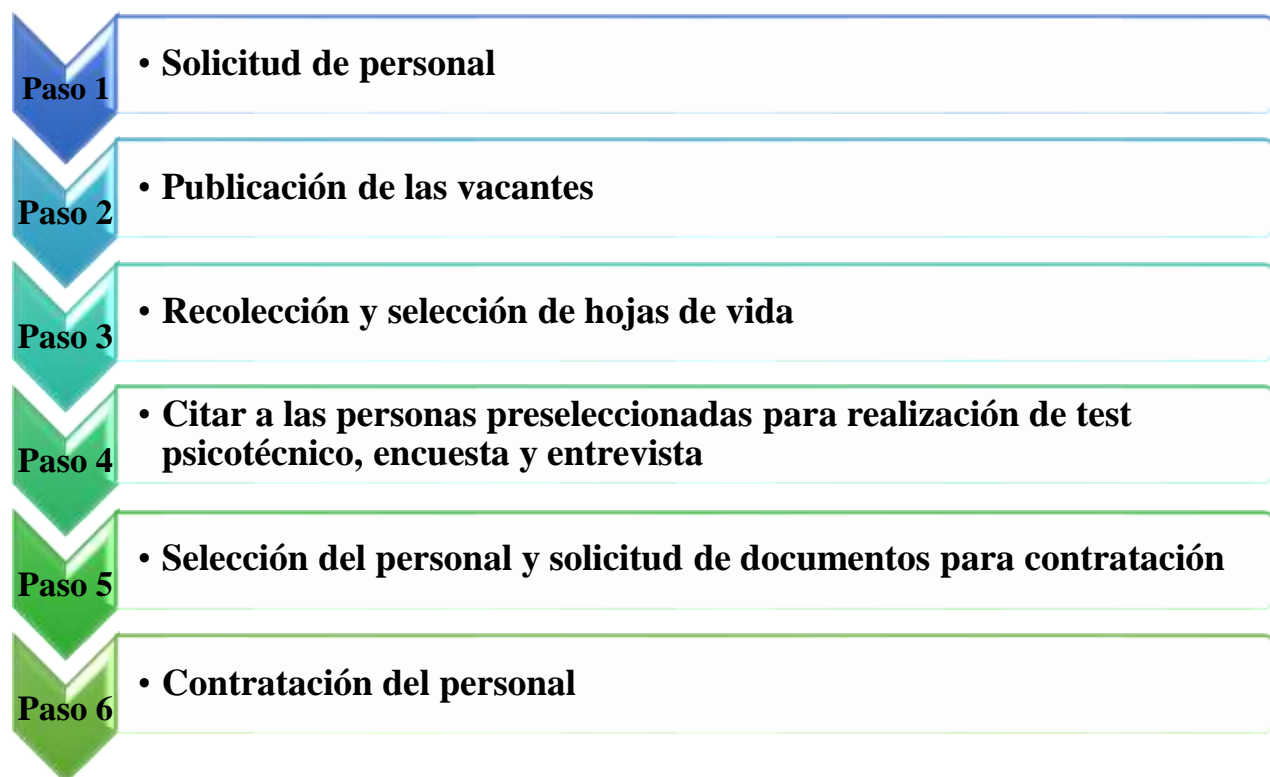 Paso 1
• Solicitud de personal
Paso 2
• Publicación de las vacantes
Paso 3
• Recolección y selección de hojas de vida
Paso 4
• Citar a las personas preseleccionadas para realización de test
psicotécnico, encuesta y entrevista
Paso 5
• Selección del personal y solicitud de documentos para contratación
Paso 6
• Contratación del personal